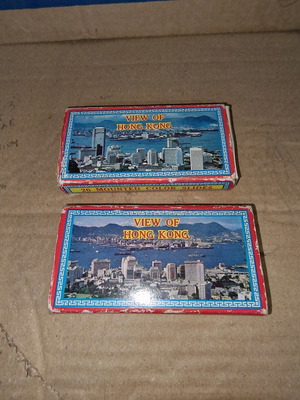 VIEW OF
HONG KONG
20 MOUNTED COLOR SLIDES
VIEW OF
HONG KONG